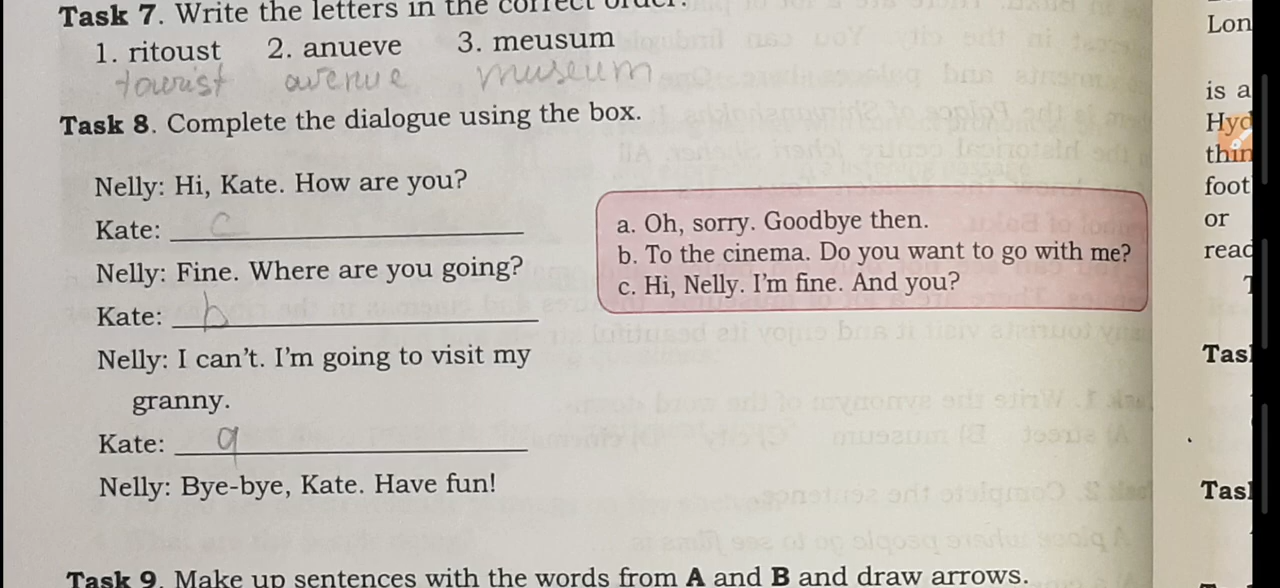 Task 7. Write the letters in the correct order.
1. ritoust 2. anueve 3. meusum
tourist avenue museum
Task 8. Complete the dialogue using the box.
Nelly: Hi, Kate. How are you?
Kate: c
Nelly: Fine. Where are you going?
Kate: b
Nelly: I can't. I'm going to visit my
granny.
Kate: a
Nelly: Bye-bye, Kate. Have fun!
a. Oh, sorry. Goodbye then.
b. To the cinema. Do you want to go with me?
c. Hi, Nelly. I'm fine. And you?
Task 9. Make up sentences with the words from A and B and draw arrows.
Lon
is a
Hyd
thin
foot
or
read
Tas
Tas